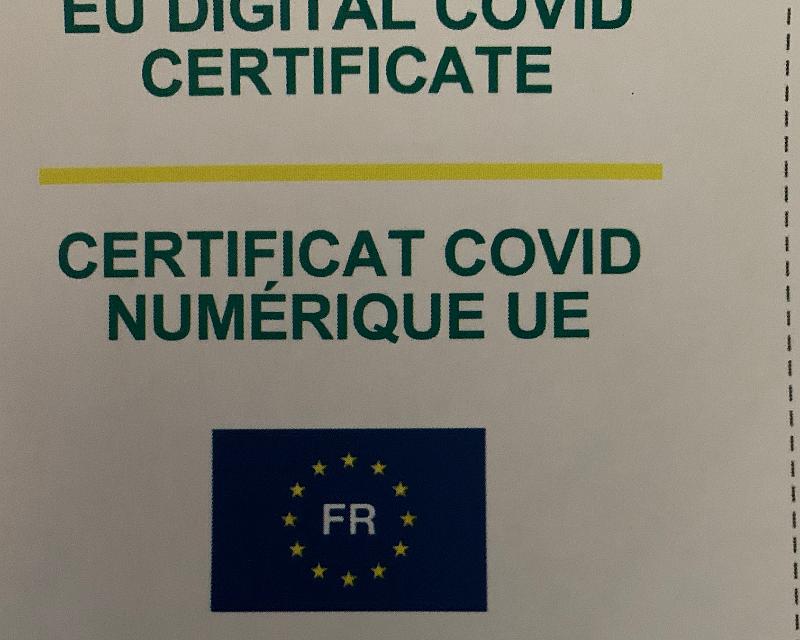 EU DIGITAL COVID
CERTIFICATE
CERTIFICAT COVID
NUMÉRIQUE UE
FR